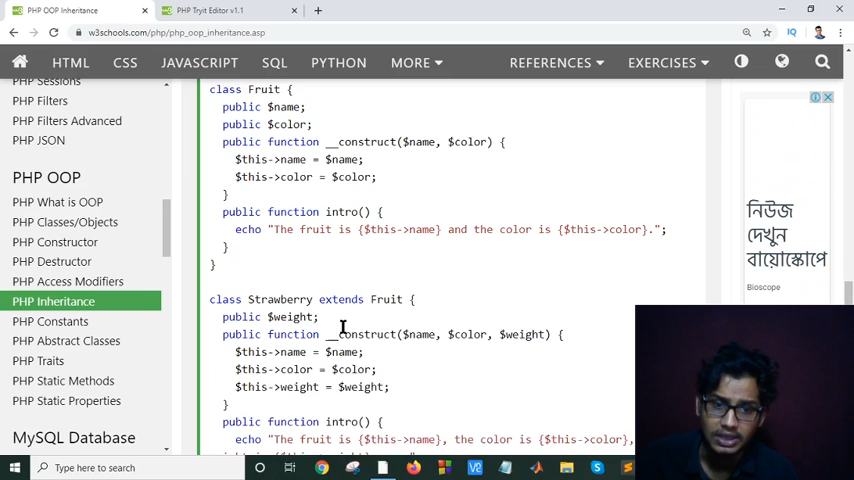 PHP OOP Inheritance
PHP Tryit Editor v1.1
w3schools.com/php/php_oop_inheritance.asp
HTML CSS JAVASCRIPT SQL PYTHON MORE REFERENCES EXERCISES
PHP Sessions
PHP Filters
PHP Filters Advanced
PHP JSON
PHP OOP
PHP What is OOP
PHP Classes/Objects
PHP Constructor
PHP Destructor
PHP Access Modifiers
PHP Inheritance
PHP Constants
PHP Abstract Classes
PHP Traits
PHP Static Methods
PHP Static Properties
MySQL Database
class Fruit {
public $name;
public $color;
public function __construct($name, $color) {
$this->name = $name;
$this->color = $color;
}
public function intro() {
echo "The fruit is {$this->name} and the color is {$this->color}.";
}
}
class Strawberry extends Fruit {
public $weight;
public function __construct($name, $color, $weight) {
$this->name = $name;
$this->color = $color;
$this->weight = $weight;
}
public function intro() {
echo "The fruit is {$this->name}, the color is {$this->color},
নিউজ
দেখুন
বায়োস্কোপে
Bioscope
Type here to search